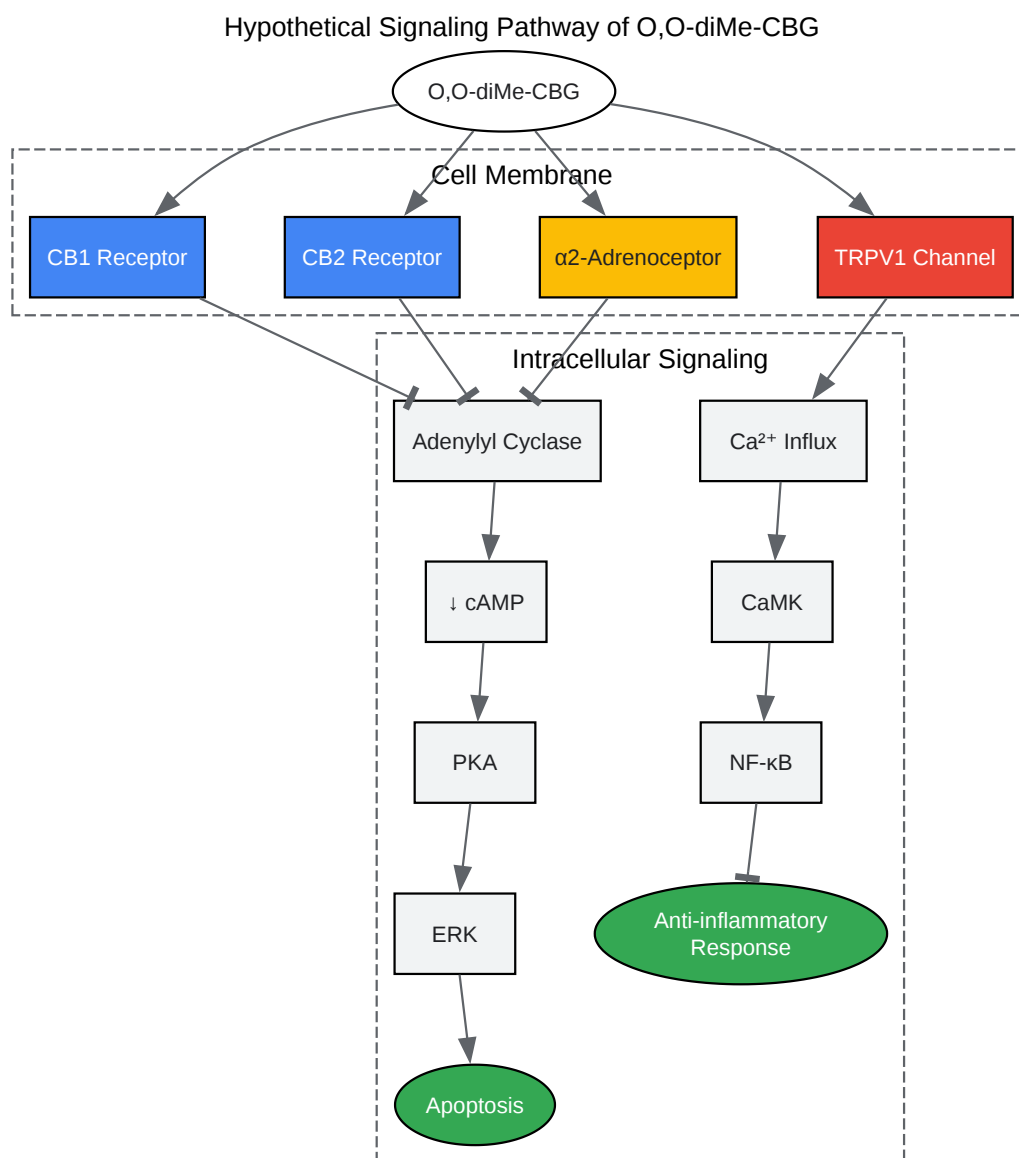 Hypothetical Signaling Pathway of O,O-diMe-CBG
O,O-diMe-CBG
Cell Membrane
CB1 Receptor
CB2 Receptor
α2-Adrenoceptor
TRPV1 Channel
Intracellular Signaling
Adenylyl Cyclase
Ca²⁺ Influx
↓ cAMP
CaMK
PKA
NF-κB
ERK
Anti-inflammatory
Response
Apoptosis